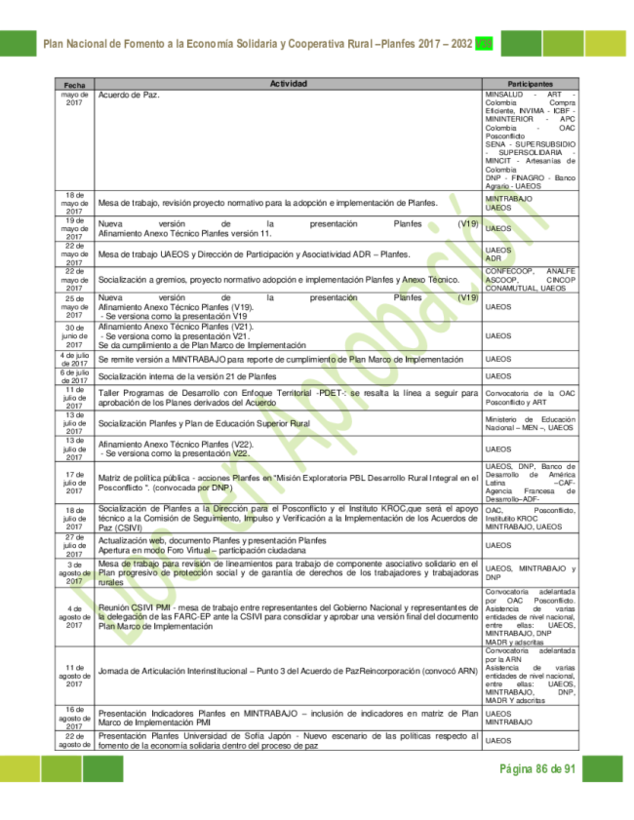 Plan Nacional de Fomento a la Economía Solidaria y Cooperativa Rural –Planfes 2017 – 2032 V39
Fecha Actividad Participantes
mayo de
2017
Acuerdo de Paz.
MINSALUD - ART -
Colombia Compra
Eficiente, INVIMA - ICBF -
MININTERIOR - APC
Colombia - OAC
Posconflicto
SENA - SUPERSUBSIDIO
- SUPERSOLIDARIA -
MINCIT - Artesanías de
Colombia
DNP - FINAGRO - Banco
Agrario - UAEOS
18 de
mayo de
2017
Mesa de trabajo, revisión proyecto normativo para la adopción e implementación de Planfes.
MINTRABAJO
UAEOS
19 de
mayo de
2017
Nueva versión de la presentación Planfes (V19)
Afinamiento Anexo Técnico Planfes versión 11.
UAEOS
22 de
mayo de
2017
Mesa de trabajo UAEOS y Dirección de Participación y Asociatividad ADR – Planfes.
UAEOS
ADR
22 de
mayo de
2017
Socialización a gremios, proyecto normativo adopción e implementación Planfes y Anexo Técnico.
CONFECOOP, ANALFE
ASCOOP, CINCOP
CONAMUTUAL, UAEOS
25 de
mayo de
2017
Nueva versión de la presentación Planfes (V19)
Afinamiento Anexo Técnico Planfes (V19).
- Se versiona como la presentación V19
UAEOS
30 de
junio de
2017
Afinamiento Anexo Técnico Planfes (V21).
- Se versiona como la presentación V21.
Se da cumplimiento a de Plan Marco de Implementación
UAEOS
4 de julio
de 2017
Se remite versión a MINTRABAJO para reporte de cumplimiento de Plan Marco de Implementación
UAEOS
6 de julio
de 2017
Socialización interna de la versión 21 de Planfes
UAEOS
11 de
julio de
2017
Taller Programas de Desarrollo con Enfoque Territorial -PDET-: se resalta la línea a seguir para
aprobación de los Planes derivados del Acuerdo
Convocatoria de la OAC
Posconflicto y ART
13 de
julio de
2017
Socialización Planfes y Plan de Educación Superior Rural
Ministerio de Educación
Nacional – MEN –, UAEOS
13 de
julio de
2017
Afinamiento Anexo Técnico Planfes (V22).
- Se versiona como la presentación V22.
UAEOS
17 de
julio de
2017
Matriz de política pública - acciones Planfes en "Misión Exploratoria PBL Desarrollo Rural Integral en el
Posconflicto ". (convocada por DNP)
UAEOS, DNP, Banco de
Desarrollo de América
Latina –CAF-
Agencia Francesa de
Desarrollo–ADF-
18 de
julio de
2017
Socialización de Planfes a la Dirección para el Posconflicto y el Instituto KROC,que será el apoyo
técnico a la Comisión de Seguimiento, Impulso y Verificación a la Implementación de los Acuerdos de
Paz (CSIVI)
OAC, Posconflicto,
Institutito KROC
MINTRABAJO, UAEOS
27 de
julio de
2017
Actualización web, documento Planfes y presentación Planfes
Apertura en modo Foro Virtual – participación ciudadana
UAEOS
3 de
agosto de
2017
Mesa de trabajo para revisión de lineamientos para trabajo de componente asociativo solidario en el
Plan progresivo de protección social y de garantía de derechos de los trabajadores y trabajadoras
rurales
UAEOS, MINTRABAJO y
DNP
4 de
agosto de
2017
Reunión CSIVI PMI - mesa de trabajo entre representantes del Gobierno Nacional y representantes de
la delegación de las FARC-EP ante la CSIVI para consolidar y aprobar una versión final del documento
Plan Marco de Implementación
Convocatoria adelantada
por OAC Posconflicto.
Asistencia de varias
entidades de nivel nacional,
entre ellas: UAEOS,
MINTRABAJO, DNP
MADR y adscritas
11 de
agosto de
2017
Jornada de Articulación Interinstitucional – Punto 3 del Acuerdo de PazReincorporación (convocó ARN)
Convocatoria adelantada
por la ARN
Asistencia de varias
entidades de nivel nacional,
entre ellas: UAEOS,
MINTRABAJO, DNP,
MADR Y adscritas
16 de
agosto de
2017
Presentación Indicadores Planfes en MINTRABAJO – inclusión de indicadores en matriz de Plan
Marco de Implementación PMI
UAEOS
MINTRABAJO
22 de
agosto de
Presentación Planfes Universidad de Sofia Japón - Nuevo escenario de las políticas respecto al
fomento de la economía solidaria dentro del proceso de paz
UAEOS
Doc. en Aprobación
Página 86 de 91